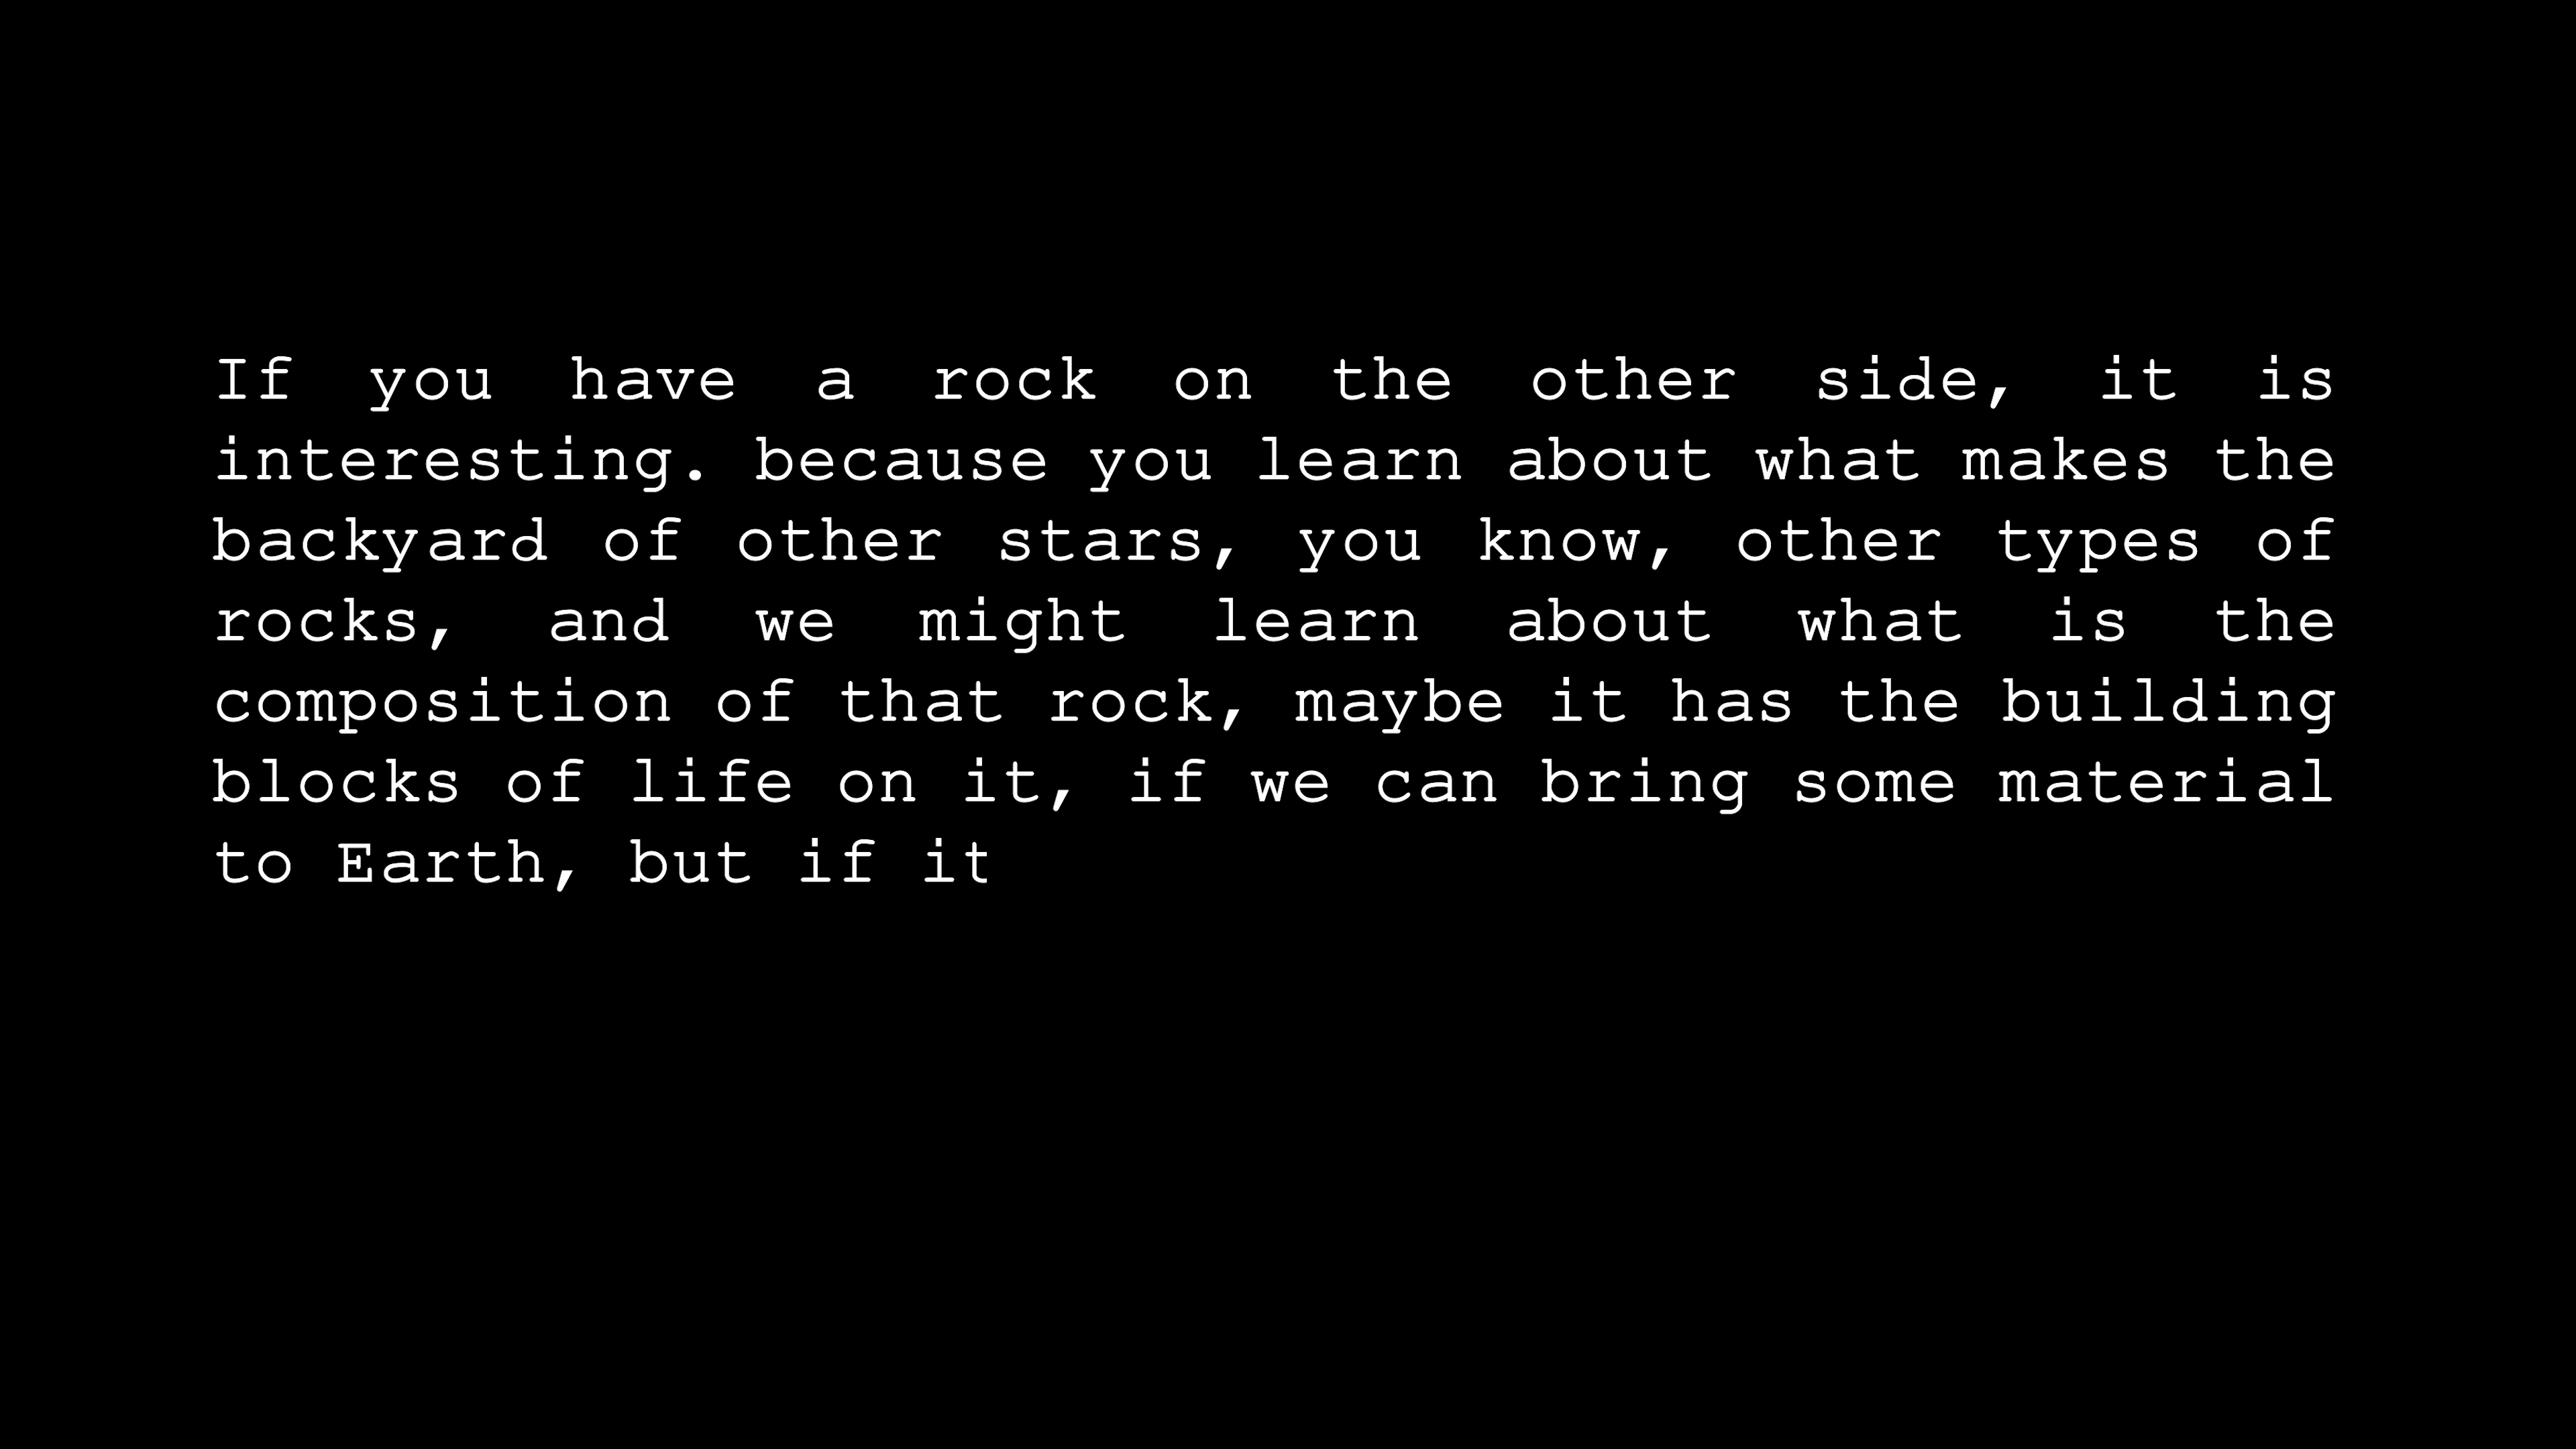 If you have a rock on the other side, it is
interesting. because you learn about what makes the
backyard of other stars, you know, other types of
rocks, and we might learn about what is the
composition of that rock, maybe it has the building
blocks of life on it, if we can bring some material
to Earth, but if it